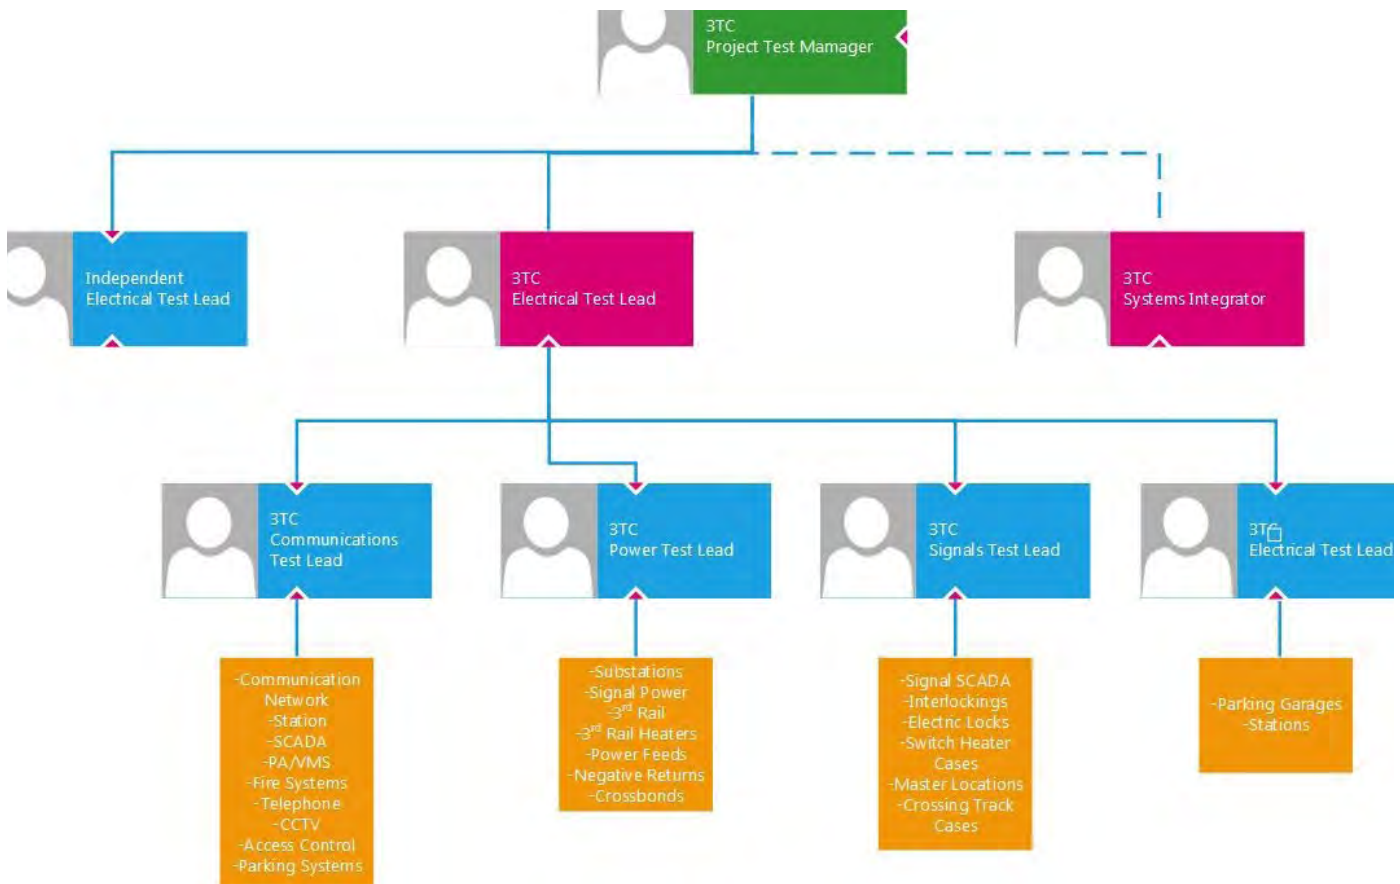 3TC
Project Test Mamager
Independent
Electrical Test Lead
3TC
Electrical Test Lead
3TC
Systems Integrator
3TC
Communications
Test Lead
3TC
Power Test Lead
3TC
Signals Test Lead
3T
Electrical Test Lead
-Communication
Network
-Station
-SCADA
-PA/VMS
-Fire Systems
-Telephone
-CCTV
-Access Control
-Parking Systems
-Substations
-Signal Power
-3rd Rail
-3rd Rail Heaters
-Power Feeds
-Negative Returns
-Crossbonds
-Signal SCADA
-Interlockings
-Electric Locks
-Switch Heater
Cases
-Master Locations
-Crossing Track
Cases
-Parking Garages
-Stations